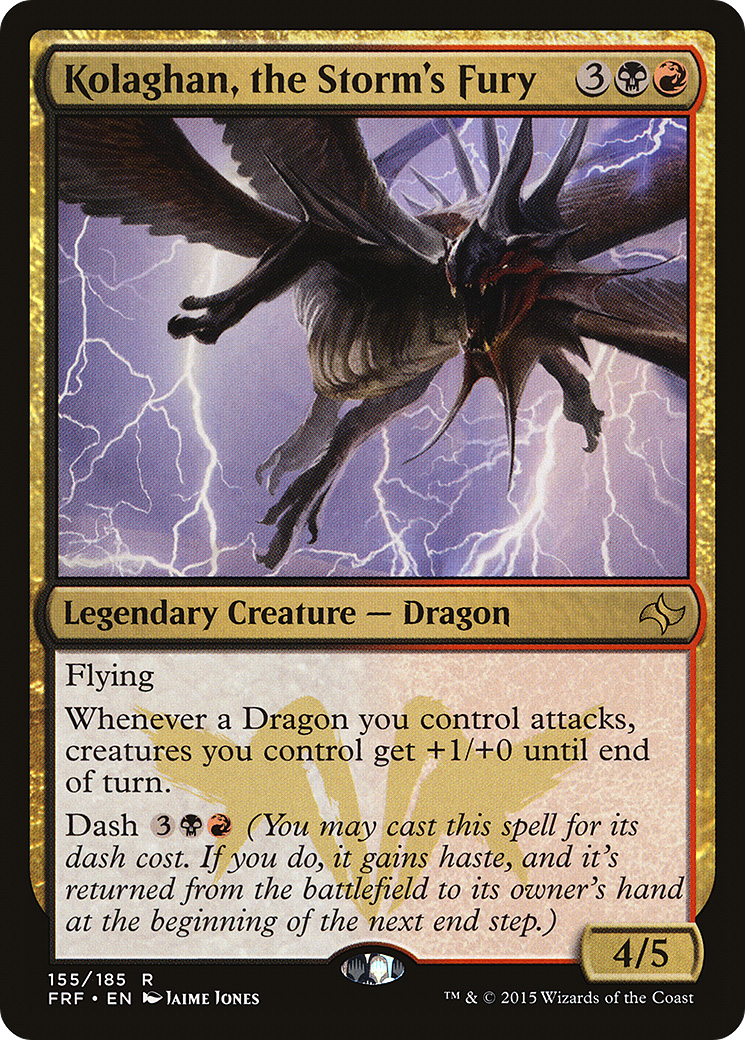 Kolaghan, the Storm's Fury 3
Legendary Creature — Dragon
Flying
Whenever a Dragon you control attacks,
creatures you control get +1/+0 until end
of turn.
Dash 3 (You may cast this spell for its
dash cost. If you do, it gains haste, and it's
returned from the battlefield to its owner's hand
at the beginning of the next end step.)
4/5
155/185 R
FRF • EN Jaime Jones
™ & © 2015 Wizards of the Coast